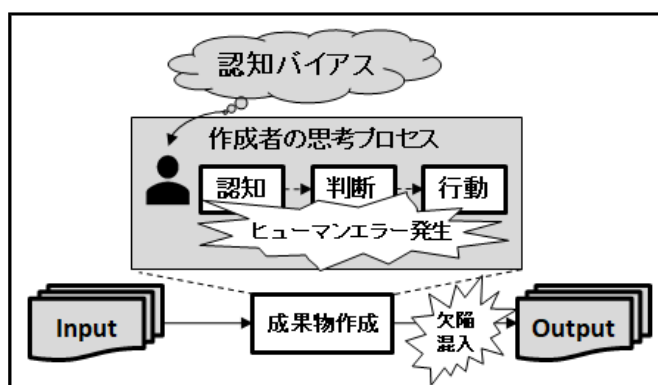 認知バイアス
作成者の思考プロセス
認知
判断
行動
ヒューマンエラー発生
Input
成果物作成
欠陥
混入
Output